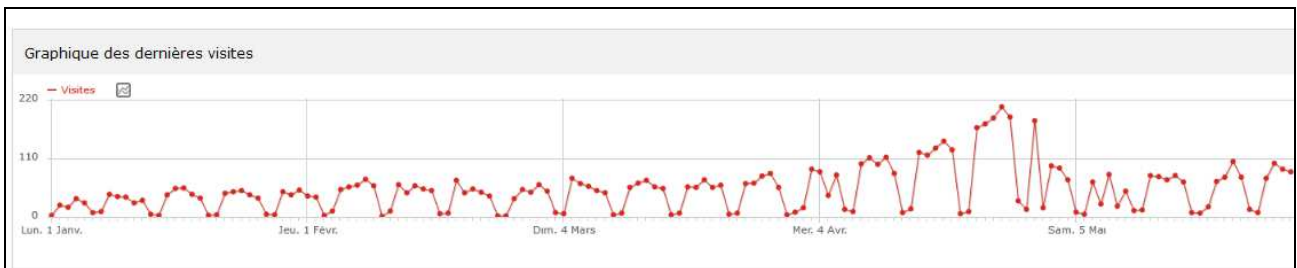 Graphique des dernières visites
— Visites
220
110
0
Lun. 1 Janv. Jeu. 1 Févr. Dim. 4 Mars Mer. 4 Avr. Sam. 5 Mai